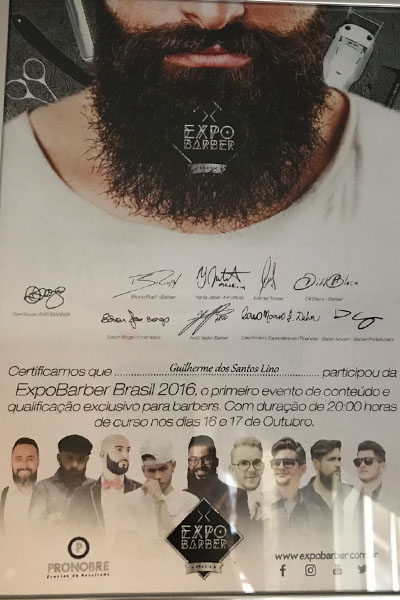 EXPO
BARBER
Certificamos que Guilherme dos Santos Lino participou da
ExpoBarber Brasil 2016, o primeiro evento de conteúdo e
qualificação exclusivo para barbers. Com duração de 20:00 horas
de curso nos dias 16 e 17 de Outubro.
EXPO
BARBER
PRONOBRE
Eventos de Resultado
www.expobarber.com.br